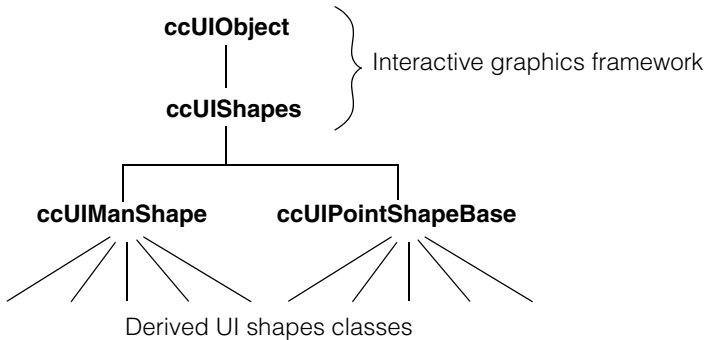 ccUIObject
Interactive graphics framework
ccUIShapes
ccUIManShape
ccUIPointShapeBase
Derived UI shapes classes